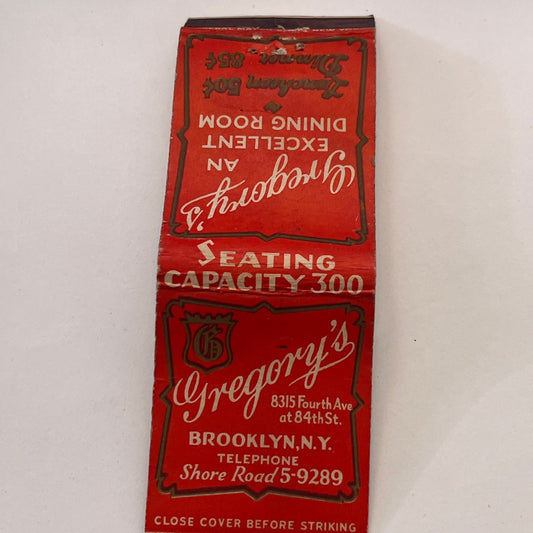 Luncheon 50¢
Dinner 85¢
Gregory's
AN
EXCELLENT
DINING ROOM
SEATING
CAPACITY 300
G
Gregory's
8315 Fourth Ave
at 84th St.
BROOKLYN, N.Y.
TELEPHONE
Shore Road 5-9289
CLOSE COVER BEFORE STRIKING